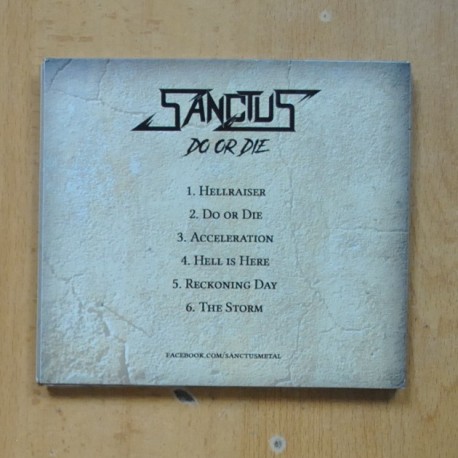 SANCTUS
DO OR DIE
1. HELLRAISER
2. DO OR DIE
3. ACCELERATION
4. HELL IS HERE
5. RECKONING DAY
6. THE STORM
FACEBOOK.COM/SANCTUSMETAL